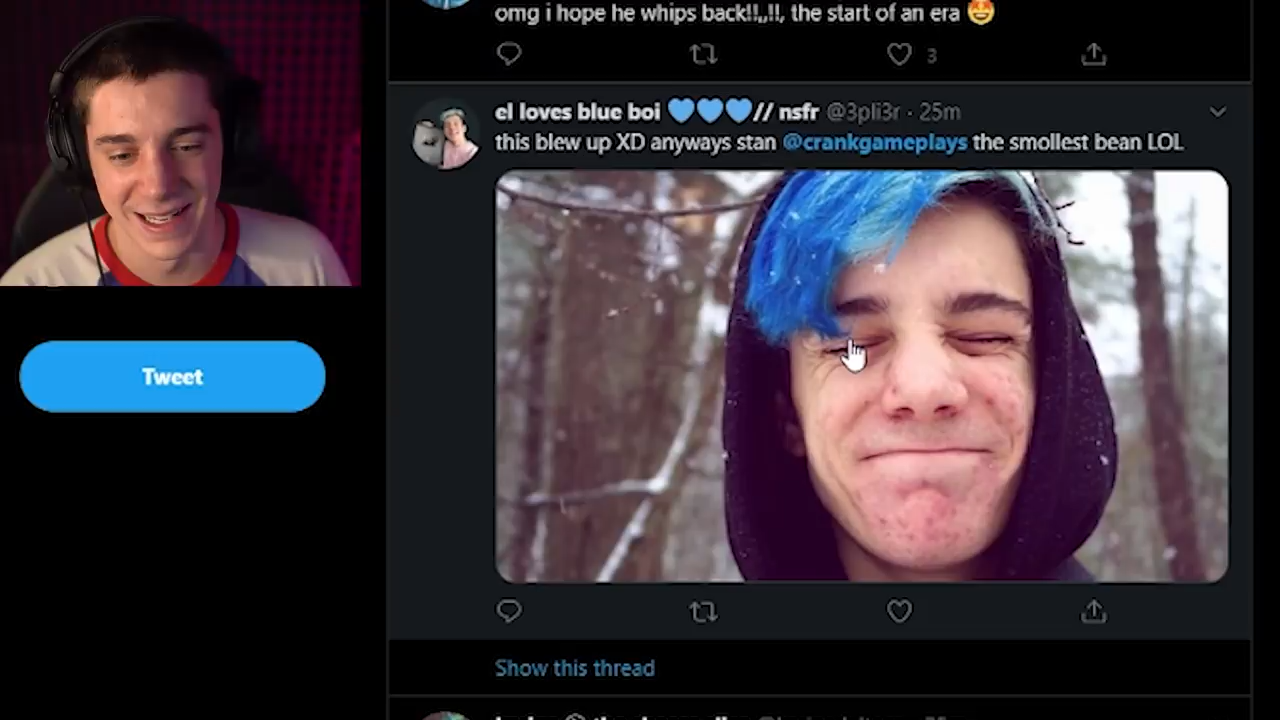 omg i hope he whips back!!,,!!, the start of an era 🤩
3
el loves blue boi 💙💙💙// nsfr @3pli3r · 25m
this blew up XD anyways stan @crankgameplays the smollest bean LOL
Tweet
Show this thread